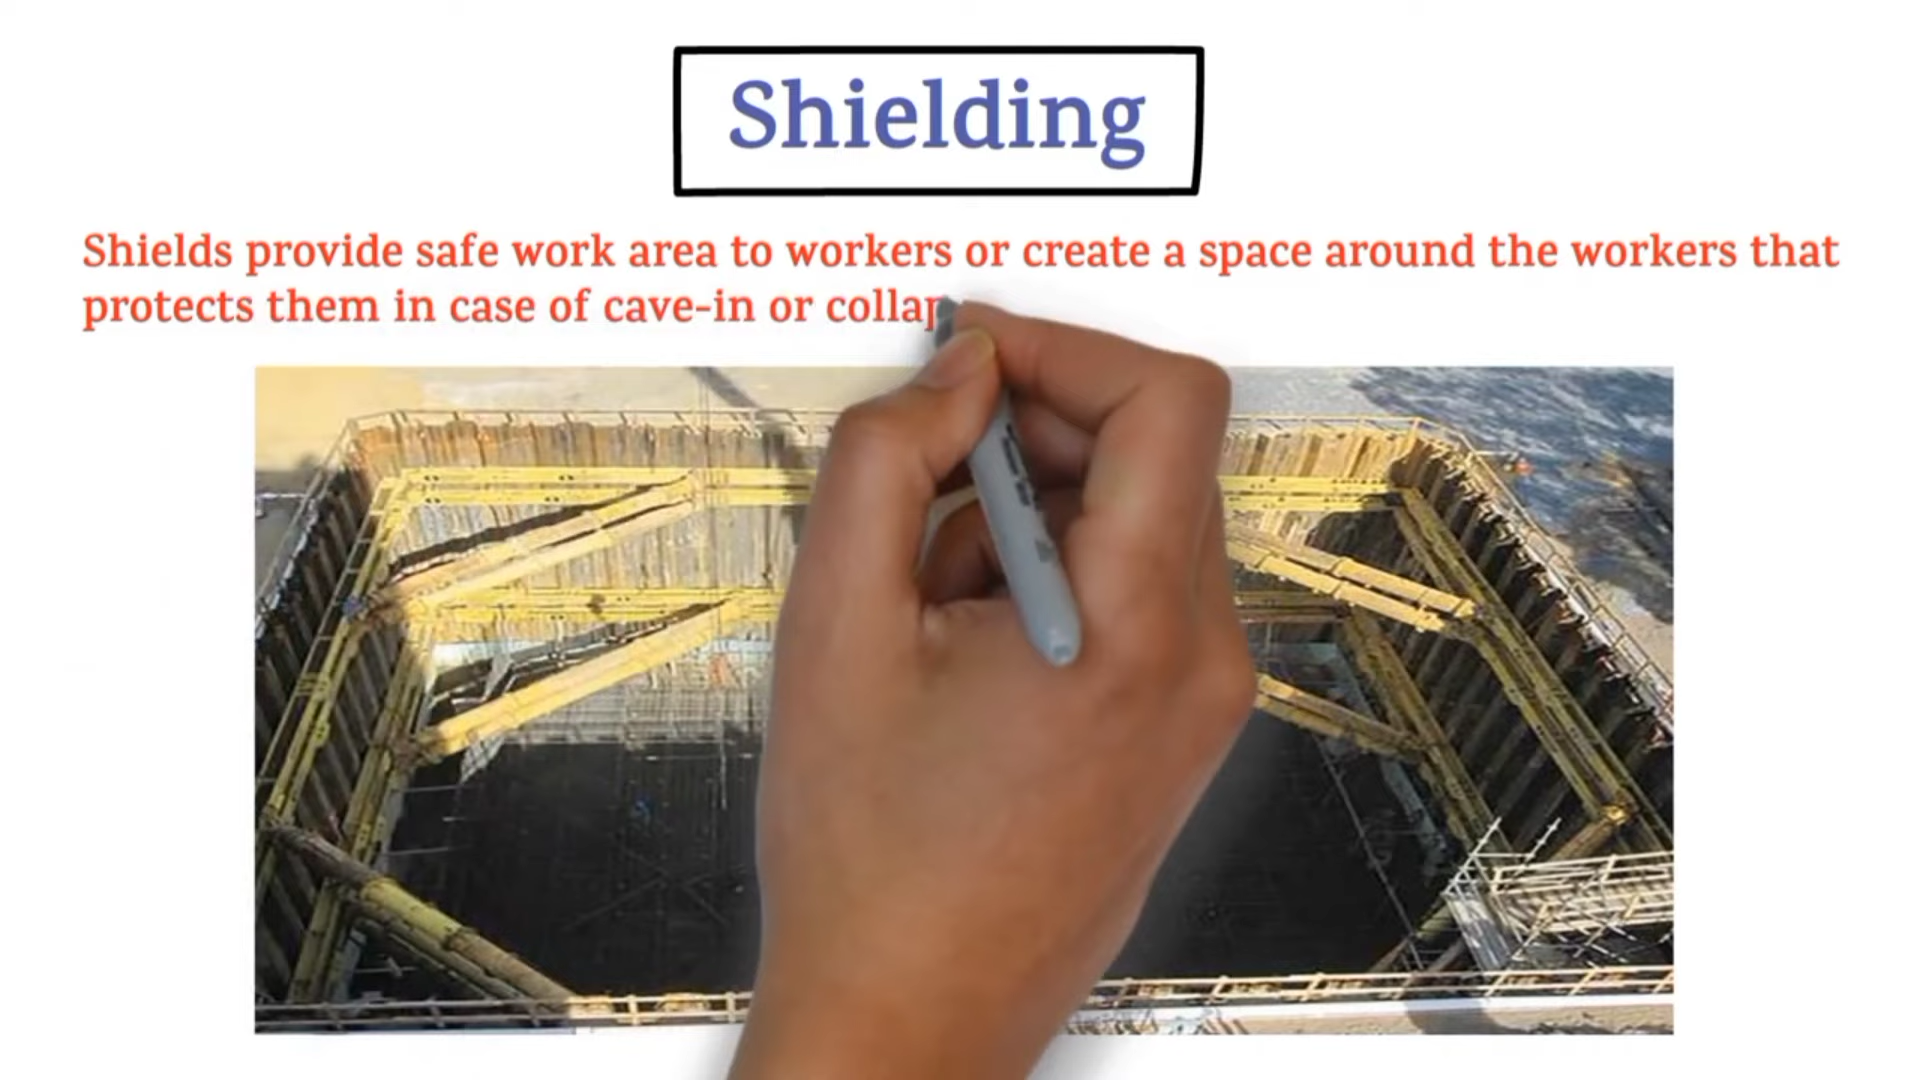 Shielding
Shields provide safe work area to workers or create a space around the workers that
protects them in case of cave-in or